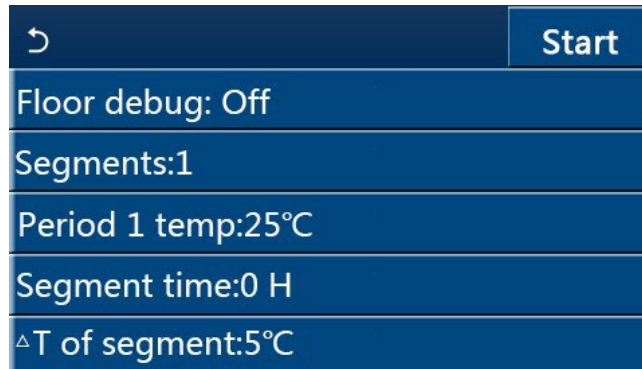 Start
Floor debug: Off
Segments:1
Period 1 temp:25℃
Segment time:0 H
△T of segment:5℃